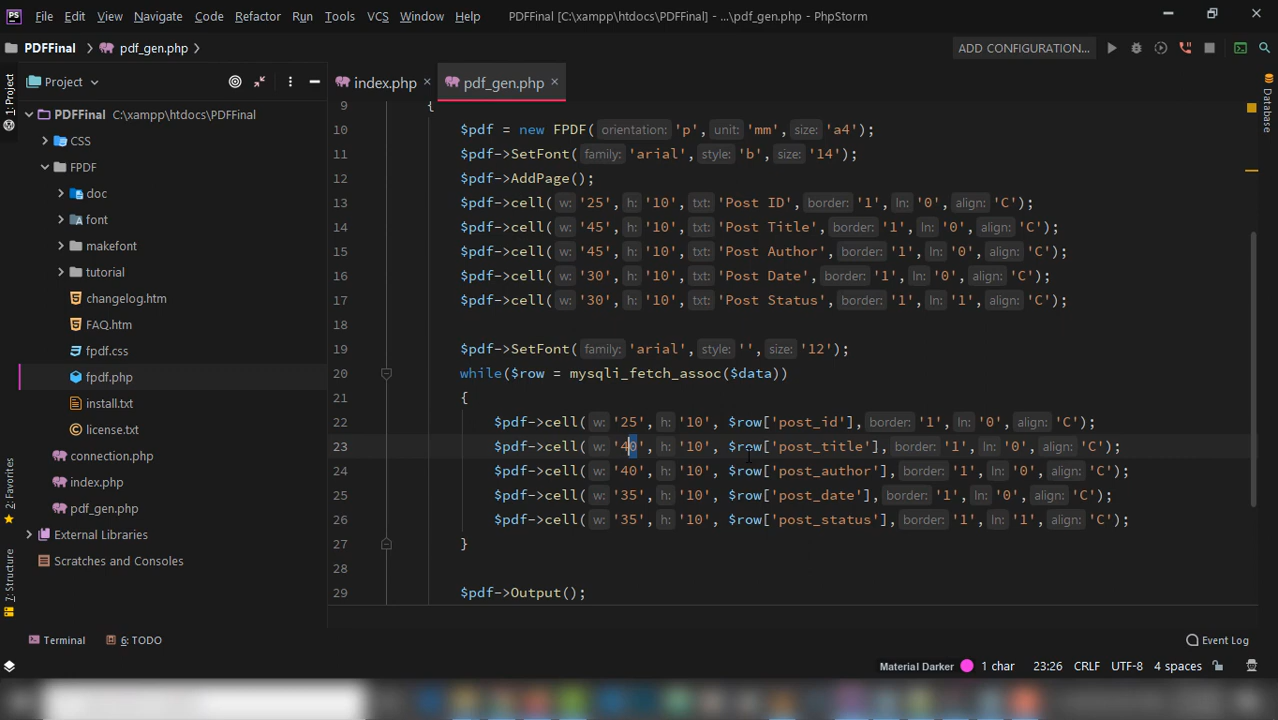 PS File Edit View Navigate Code Refactor Run Tools VCS Window Help PDFFinal [C:\xampp\htdocs\PDFFinal] - ...\pdf_gen.php - PhpStorm
PDFFinal pdf_gen.php ADD CONFIGURATION...
1: Project Project index.php pdf_gen.php Database
PDFFinal C:\xampp\htdocs\PDFFinal
CSS
FPDF
doc
font
makefont
tutorial
changelog.htm
FAQ.htm
fpdf.css
fpdf.php
install.txt
license.txt
connection.php
index.php
pdf_gen.php
External Libraries
Scratches and Consoles
2: Favorites
7: Structure
9 {
10 $pdf = new FPDF( orientation: 'p', unit: 'mm', size: 'a4');
11 $pdf->SetFont( family: 'arial', style: 'b', size: '14');
12 $pdf->AddPage();
13 $pdf->cell( w: '25', h: '10', txt: 'Post ID', border: '1', ln: '0', align: 'C');
14 $pdf->cell( w: '45', h: '10', txt: 'Post Title', border: '1', ln: '0', align: 'C');
15 $pdf->cell( w: '45', h: '10', txt: 'Post Author', border: '1', ln: '0', align: 'C');
16 $pdf->cell( w: '30', h: '10', txt: 'Post Date', border: '1', ln: '0', align: 'C');
17 $pdf->cell( w: '30', h: '10', txt: 'Post Status', border: '1', ln: '1', align: 'C');
18
19 $pdf->SetFont( family: 'arial', style: '', size: '12');
20 while($row = mysqli_fetch_assoc($data))
21 {
22 $pdf->cell( w: '25', h: '10', $row['post_id'], border: '1', ln: '0', align: 'C');
23 $pdf->cell( w: '40', h: '10', $row['post_title'], border: '1', ln: '0', align: 'C');
24 $pdf->cell( w: '40', h: '10', $row['post_author'], border: '1', ln: '0', align: 'C');
25 $pdf->cell( w: '35', h: '10', $row['post_date'], border: '1', ln: '0', align: 'C');
26 $pdf->cell( w: '35', h: '10', $row['post_status'], border: '1', ln: '1', align: 'C');
27 }
28
29 $pdf->Output();
Terminal 6: TODO Event Log
Material Darker 1 char 23:26 CRLF UTF-8 4 spaces